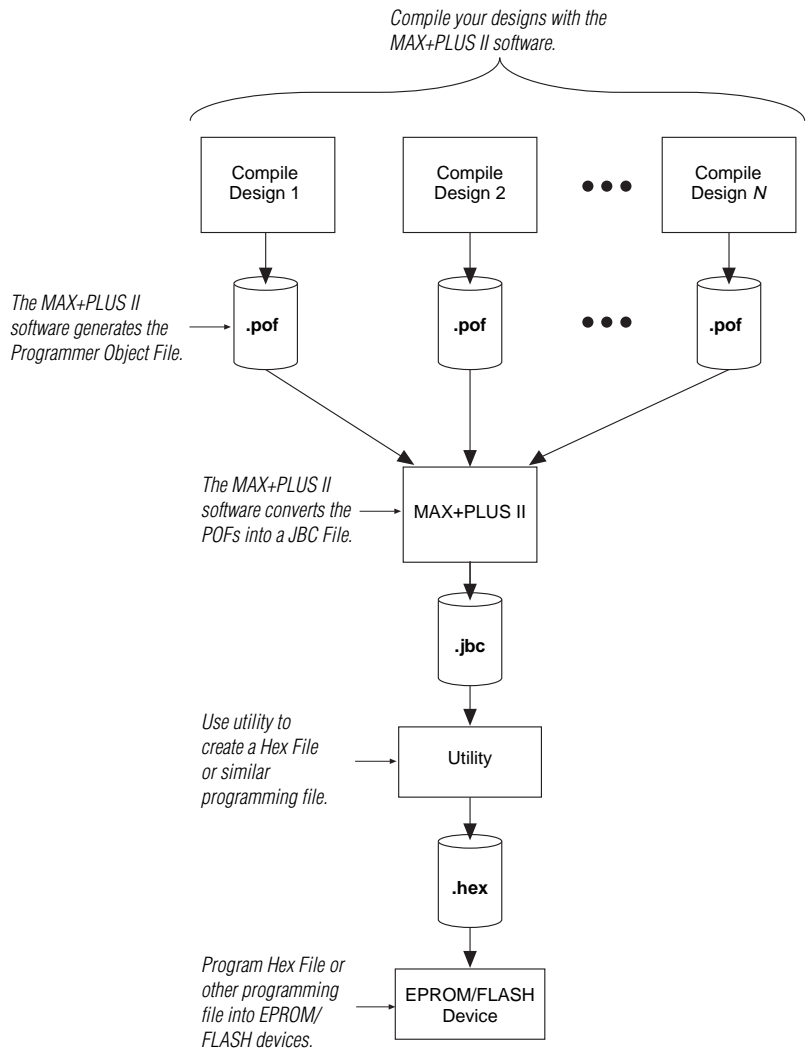 Compile your designs with the
MAX+PLUS II software.
Compile
Design 1
Compile
Design 2
Compile
Design N
The MAX+PLUS II
software generates the
Programmer Object File.
.pof
.pof
.pof
The MAX+PLUS II
software converts the
POFs into a JBC File.
MAX+PLUS II
.jbc
Use utility to
create a Hex File
or similar
programming file.
Utility
.hex
Program Hex File or
other programming
file into EPROM/
FLASH devices.
EPROM/FLASH
Device